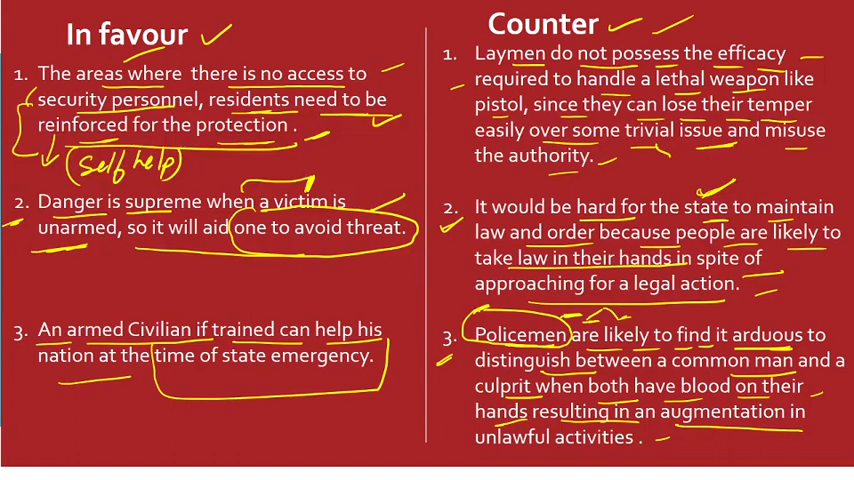 In favour
1. The areas where there is no access to
security personnel, residents need to be
reinforced for the protection .
(self help)
2. Danger is supreme when a victim is
unarmed, so it will aid one to avoid threat.
3. An armed Civilian if trained can help his
nation at the time of state emergency.
Counter
1. Laymen do not possess the efficacy
required to handle a lethal weapon like
pistol, since they can lose their temper
easily over some trivial issue and misuse
the authority.
2. It would be hard for the state to maintain
law and order because people are likely to
take law in their hands in spite of
approaching for a legal action.
3. Policemen are likely to find it arduous to
distinguish between a common man and a
culprit when both have blood on their
hands resulting in an augmentation in
unlawful activities .